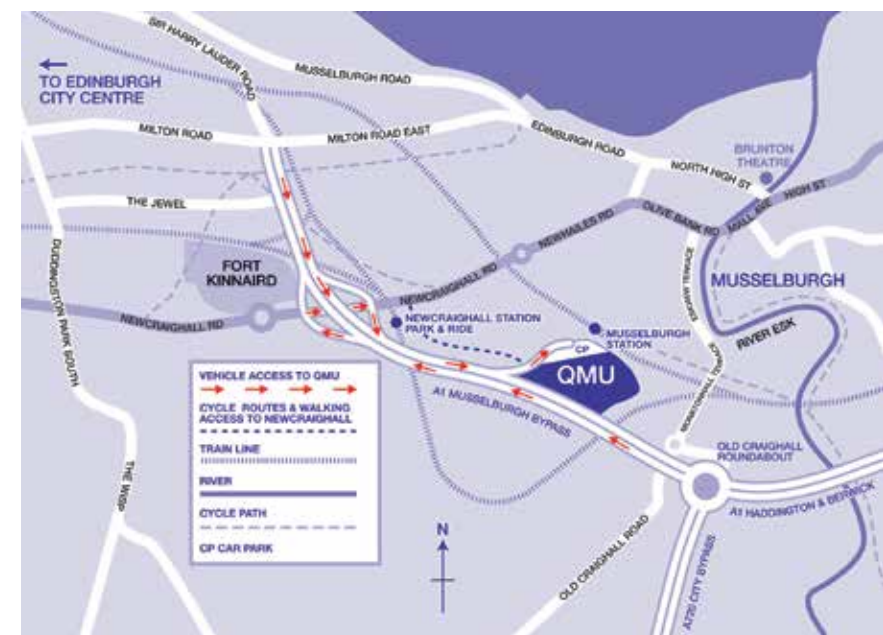 SIR HARRY LAUDER ROAD
TO EDINBURGH
CITY CENTRE
MUSSELBURGH ROAD
MILTON ROAD
MILTON ROAD EAST
EDINBURGH ROAD
BRUNTON
THEATRE
NORTH HIGH ST
MALL AVE
HIGH ST
THE JEWEL
OLIVE BANK RD
NEWHAILES RD
DUDDINGSTON PARK SOUTH
FORT
KINNAIRD
NEWCRAIGHALL RD
NEWCRAIGHALL RD
NEWCRAIGHALL STATION
PARK & RIDE
MUSSELBURGH
STATION
MUSSELBURGH
RIVER ESK
CP
QMU
A1 MUSSELBURGH BYPASS
VEHICLE ACCESS TO QMU
CYCLE ROUTES & WALKING
ACCESS TO NEWCRAIGHALL
TRAIN LINE
RIVER
CYCLE PATH
CP CAR PARK
TERRACE
OLD CRAIGHALL
ROUNDABOUT
THE WISP
N
OLD CRAIGHALL ROAD
A1 HADDINGTON & BERWICK
A720 CITY BYPASS